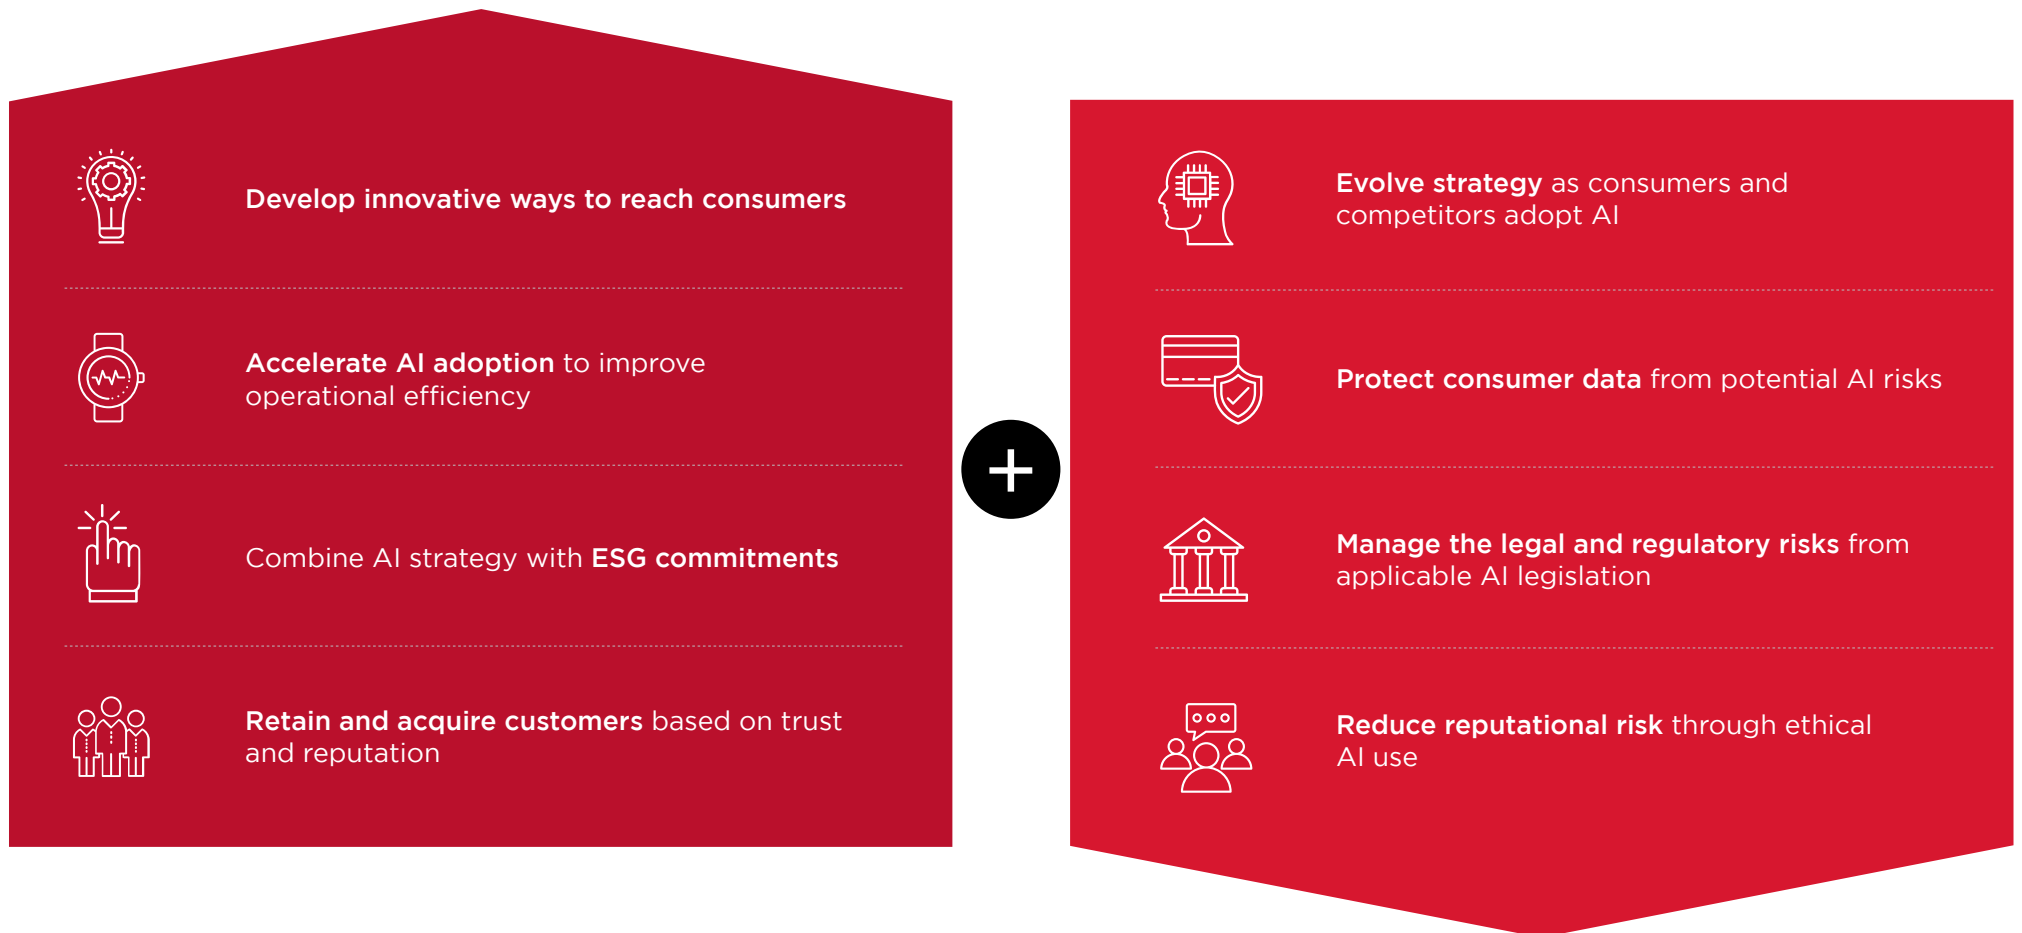 Develop innovative ways to reach consumers
Accelerate AI adoption to improve
operational efficiency
Combine AI strategy with ESG commitments
Retain and acquire customers based on trust
and reputation
+
Evolve strategy as consumers and
competitors adopt AI
Protect consumer data from potential AI risks
Manage the legal and regulatory risks from
applicable AI legislation
Reduce reputational risk through ethical
AI use